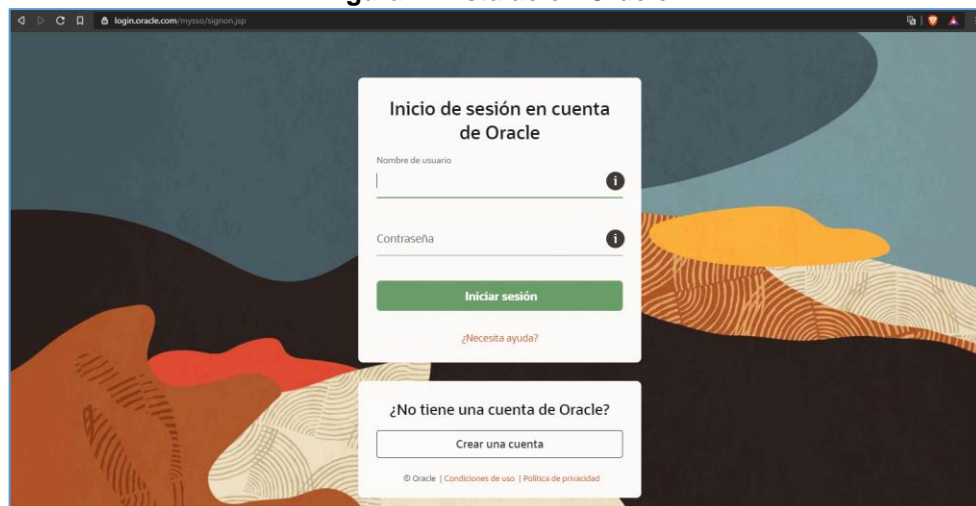 login.oracle.com/mysso/signon.jsp
Inicio de sesión en cuenta
de Oracle
Nombre de usuario
Contraseña
Iniciar sesión
¿Necesita ayuda?
¿No tiene una cuenta de Oracle?
Crear una cuenta
© Oracle | Condiciones de uso | Política de privacidad